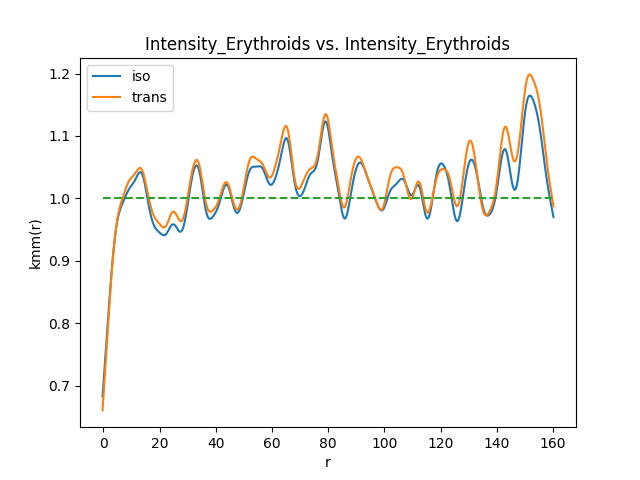 Intensity_Erythroids vs. Intensity_Erythroids
iso
trans
1.2
1.1
1.0
0.9
0.8
0.7
kmm(r)
0 20 40 60 80 100 120 140 160
r